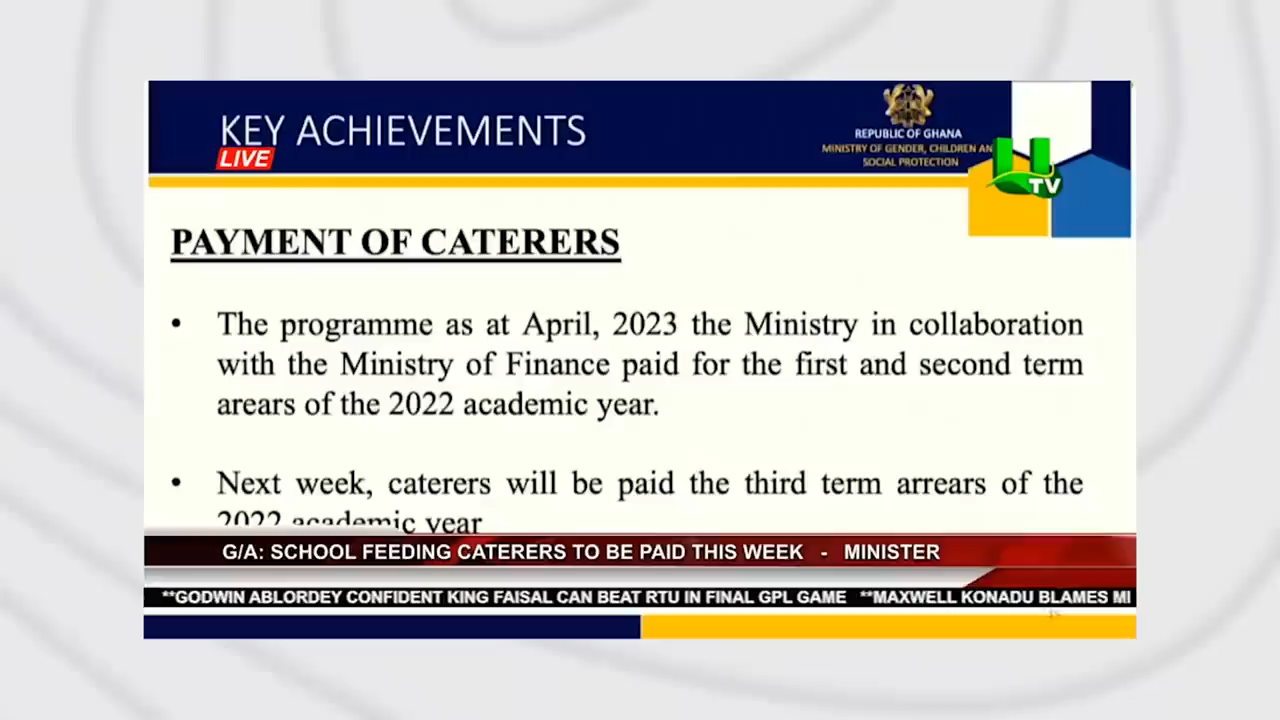 KEY ACHIEVEMENTS
LIVE
REPUBLIC OF GHANA
MINISTRY OF GENDER, CHILDREN AN
SOCIAL PROTECTION
U
TV
PAYMENT OF CATERERS
• The programme as at April, 2023 the Ministry in collaboration
with the Ministry of Finance paid for the first and second term
arears of the 2022 academic year.
• Next week, caterers will be paid the third term arrears of the
2022 academic year
G/A: SCHOOL FEEDING CATERERS TO BE PAID THIS WEEK - MINISTER
**GODWIN ABLORDEY CONFIDENT KING FAISAL CAN BEAT RTU IN FINAL GPL GAME **MAXWELL KONADU BLAMES MI